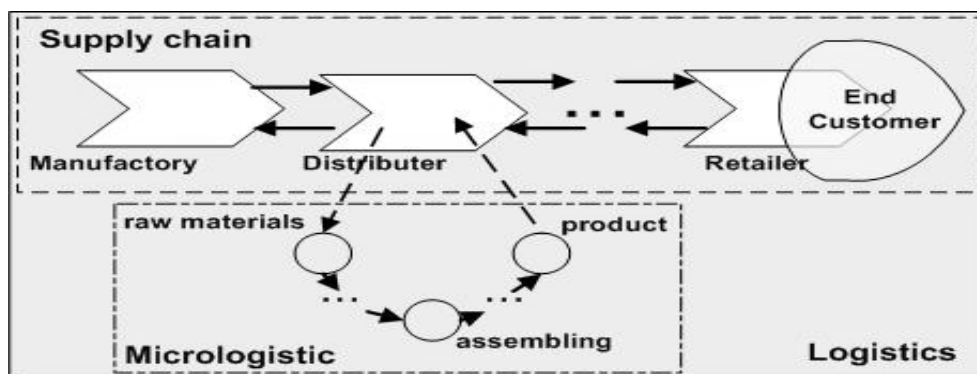 Supply chain
End
Customer
Manufactory
Distributer
Retailer
raw materials
product
assembling
Micrologistic
Logistics